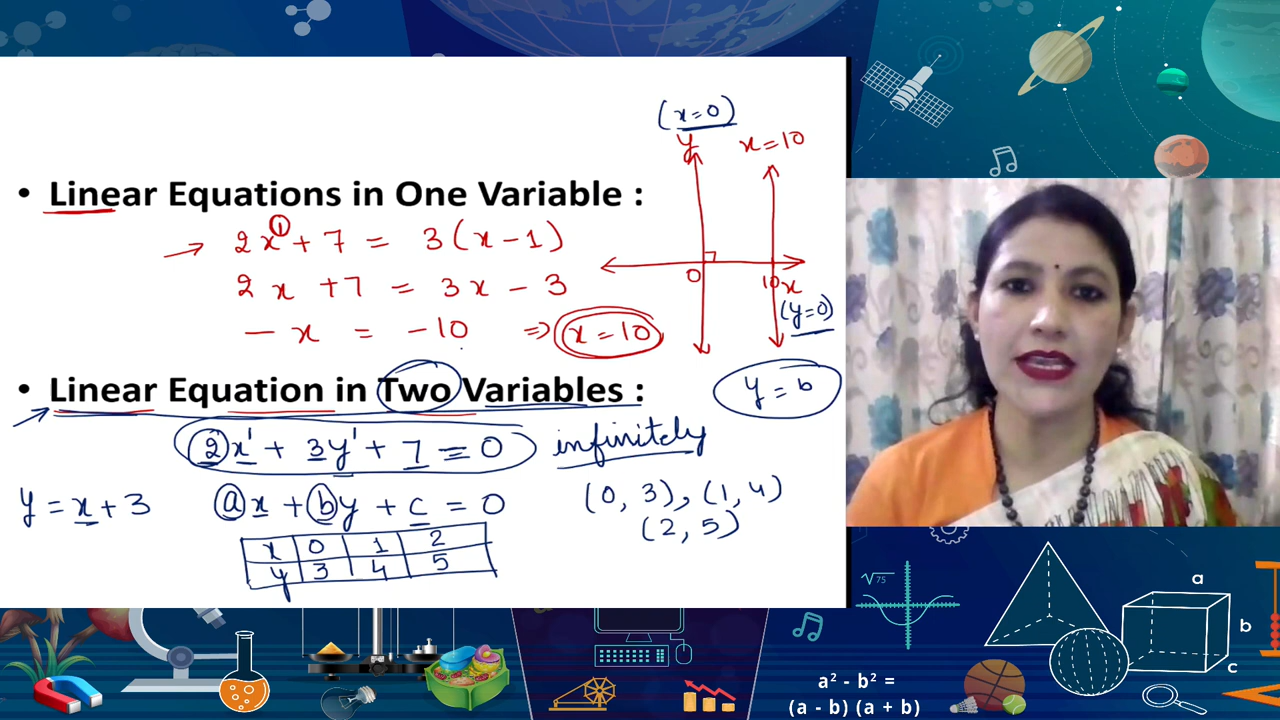 (x=0)
y
x=10
• Linear Equations in One Variable :
→ 2x¹ + 7 = 3(x - 1)
0
10
x
2x + 7 = 3x - 3
(y=0)
- x = - 10 ⇒ x = 10
• Linear Equation in Two Variables :
y = b
2x¹ + 3y¹ + 7 = 0 infinitely
y = x + 3
ax + by + c = 0
(0, 3), (1, 4)
(2, 5)
x 0 1 2
y 3 4 5
√75
a
b
c
a² - b² =
(a - b) (a + b)